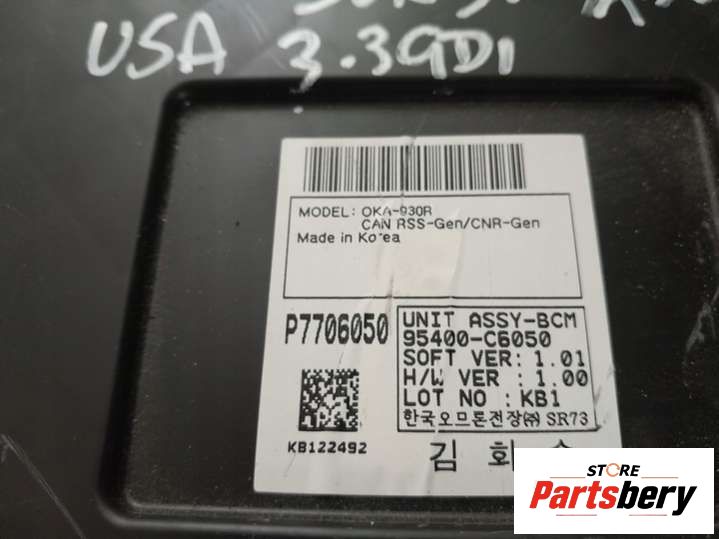 USA 3.3GDI
MODEL: OKA-930R
CAN RSS-Gen/CNR-Gen
Made in Korea
P7706050
UNIT ASSY-BCM
95400-C6050
SOFT VER: 1.01
H/W VER : 1.00
LOT NO : KB1
한국오므론전장㈜ SR73
KB122492
김 화
STORE
Partsbery